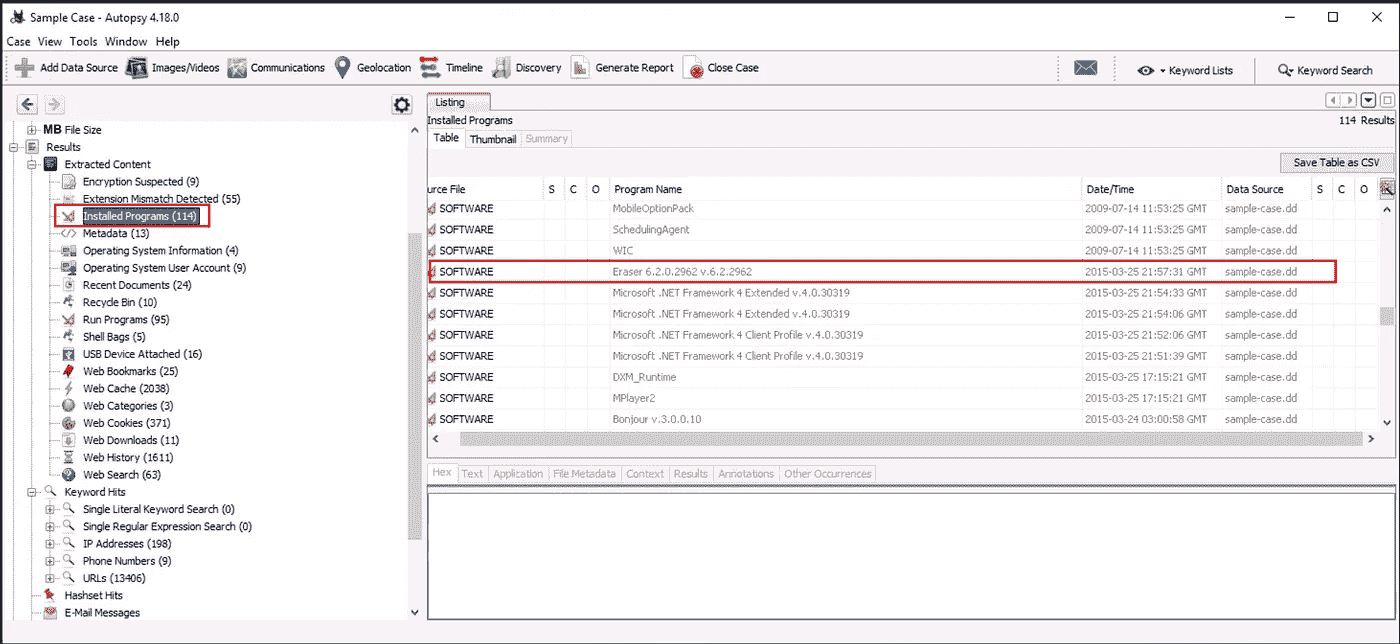 Sample Case - Autopsy 4.18.0
Case View Tools Window Help
Add Data Source Images/Videos Communications Geolocation Timeline Discovery Generate Report Close Case Keyword Lists Keyword Search
MB File Size
Results
Extracted Content
Encryption Suspected (9)
Extension Mismatch Detected (55)
Installed Programs (114)
Metadata (13)
Operating System Information (4)
Operating System User Account (9)
Recent Documents (24)
Recycle Bin (10)
Run Programs (95)
Shell Bags (5)
USB Device Attached (16)
Web Bookmarks (25)
Web Cache (2038)
Web Categories (3)
Web Cookies (371)
Web Downloads (11)
Web History (1611)
Web Search (63)
Keyword Hits
Single Literal Keyword Search (0)
Single Regular Expression Search (0)
IP Addresses (198)
Phone Numbers (9)
URLs (13406)
Hashset Hits
E-Mail Messages
Listing
Installed Programs 114 Results
Table Thumbnail Summary
Save Table as CSV
urce File S C O Program Name Date/Time Data Source S C O
SOFTWARE MobileOptionPack 2009-07-14 11:53:25 GMT sample-case.dd
SOFTWARE SchedulingAgent 2009-07-14 11:53:25 GMT sample-case.dd
SOFTWARE WIC 2009-07-14 11:53:25 GMT sample-case.dd
SOFTWARE Eraser 6.2.0.2962 v.6.2.2962 2015-03-25 21:57:31 GMT sample-case.dd
SOFTWARE Microsoft .NET Framework 4 Extended v.4.0.30319 2015-03-25 21:54:33 GMT sample-case.dd
SOFTWARE Microsoft .NET Framework 4 Extended v.4.0.30319 2015-03-25 21:54:06 GMT sample-case.dd
SOFTWARE Microsoft .NET Framework 4 Client Profile v.4.0.30319 2015-03-25 21:52:06 GMT sample-case.dd
SOFTWARE Microsoft .NET Framework 4 Client Profile v.4.0.30319 2015-03-25 21:51:39 GMT sample-case.dd
SOFTWARE DXM_Runtime 2015-03-25 17:15:21 GMT sample-case.dd
SOFTWARE MPlayer2 2015-03-25 17:15:21 GMT sample-case.dd
SOFTWARE Bonjour v.3.0.0.10 2015-03-24 03:00:58 GMT sample-case.dd
Hex Text Application File Metadata Context Results Annotations Other Occurrences